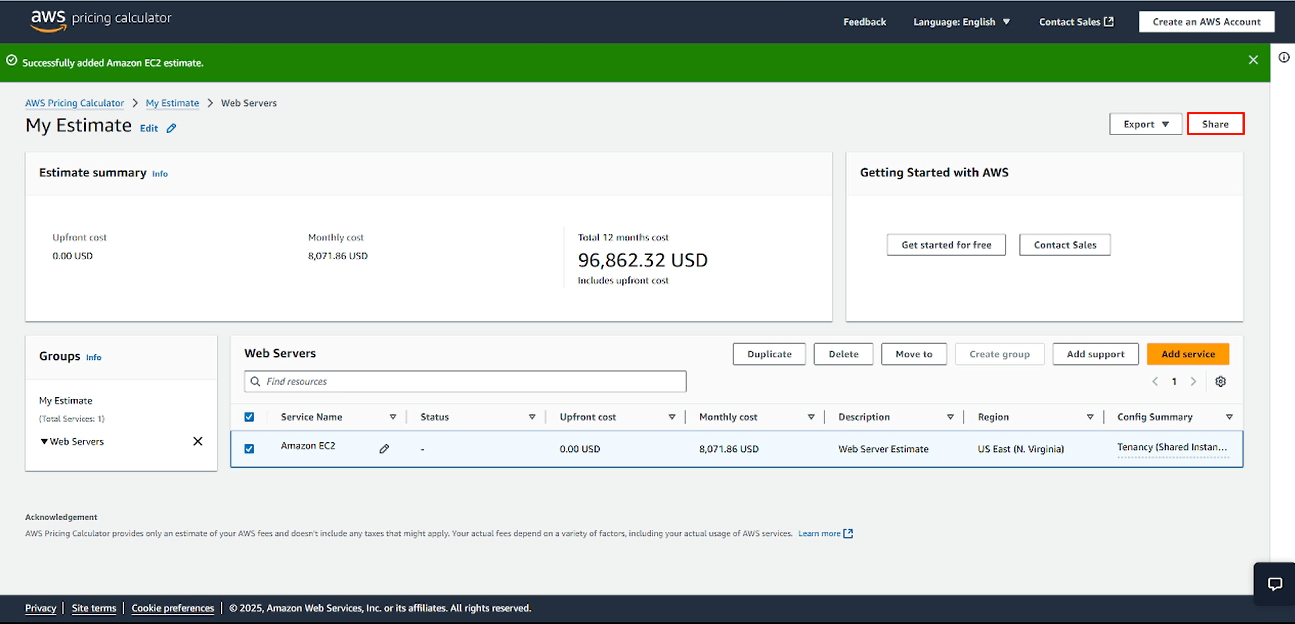 aws pricing calculator
Feedback Language: English Contact Sales Create an AWS Account
Successfully added Amazon EC2 estimate.
AWS Pricing Calculator > My Estimate > Web Servers
My Estimate Edit
Export Share
Estimate summary Info
Upfront cost
0.00 USD
Monthly cost
8,071.86 USD
Total 12 months cost
96,862.32 USD
Includes upfront cost
Getting Started with AWS
Get started for free Contact Sales
Groups Info
My Estimate
(Total Services: 1)
Web Servers
Web Servers
Duplicate Delete Move to Create group Add support Add service
Find resources
1
Service Name Status Upfront cost Monthly cost Description Region Config Summary
Amazon EC2 - 0.00 USD 8,071.86 USD Web Server Estimate US East (N. Virginia) Tenancy (Shared Instan...
Acknowledgement
AWS Pricing Calculator provides only an estimate of your AWS fees and doesn't include any taxes that might apply. Your actual fees depend on a variety of factors, including your actual usage of AWS services. Learn more
Privacy | Site terms | Cookie preferences | © 2025, Amazon Web Services, Inc. or its affiliates. All rights reserved.